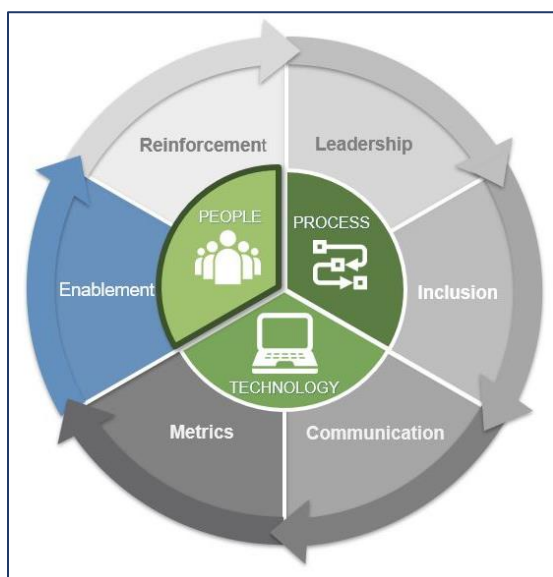 Reinforcement
Leadership
PEOPLE
PROCESS
Enablement
Inclusion
TECHNOLOGY
Metrics
Communication